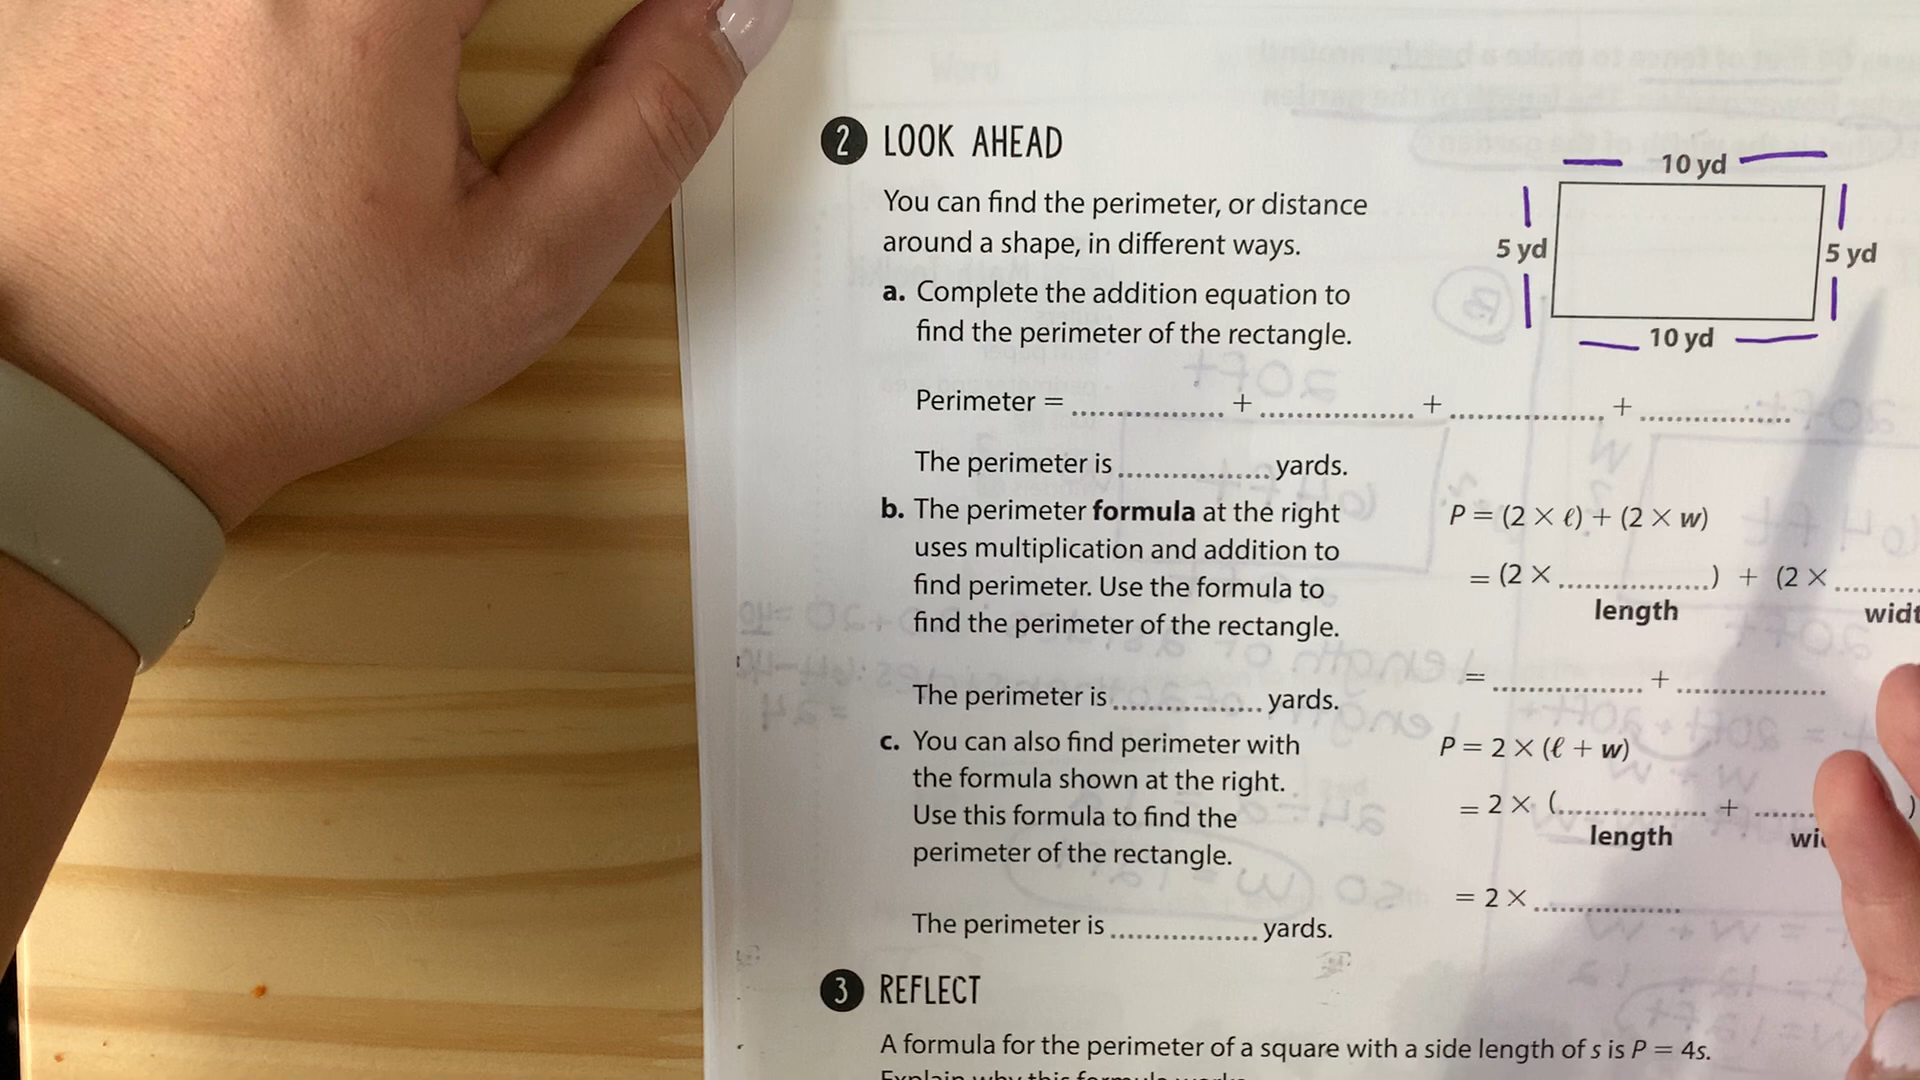 2 LOOK AHEAD
You can find the perimeter, or distance
around a shape, in different ways.
10 yd
5 yd
5 yd
10 yd
a. Complete the addition equation to
find the perimeter of the rectangle.
Perimeter = ................ + ................ + ................ + ................
The perimeter is ................ yards.
b. The perimeter formula at the right
uses multiplication and addition to
find perimeter. Use the formula to
find the perimeter of the rectangle.
P = (2 × ℓ) + (2 × w)
= (2 × ................) + (2 × .........
length
= ................ + ................
The perimeter is ................ yards.
c. You can also find perimeter with
the formula shown at the right.
Use this formula to find the
perimeter of the rectangle.
P = 2 × (ℓ + w)
= 2 × (................ + ....... )
length
= 2 × ................
The perimeter is ................ yards.
3 REFLECT
A formula for the perimeter of a square with a side length of s is P = 4s.